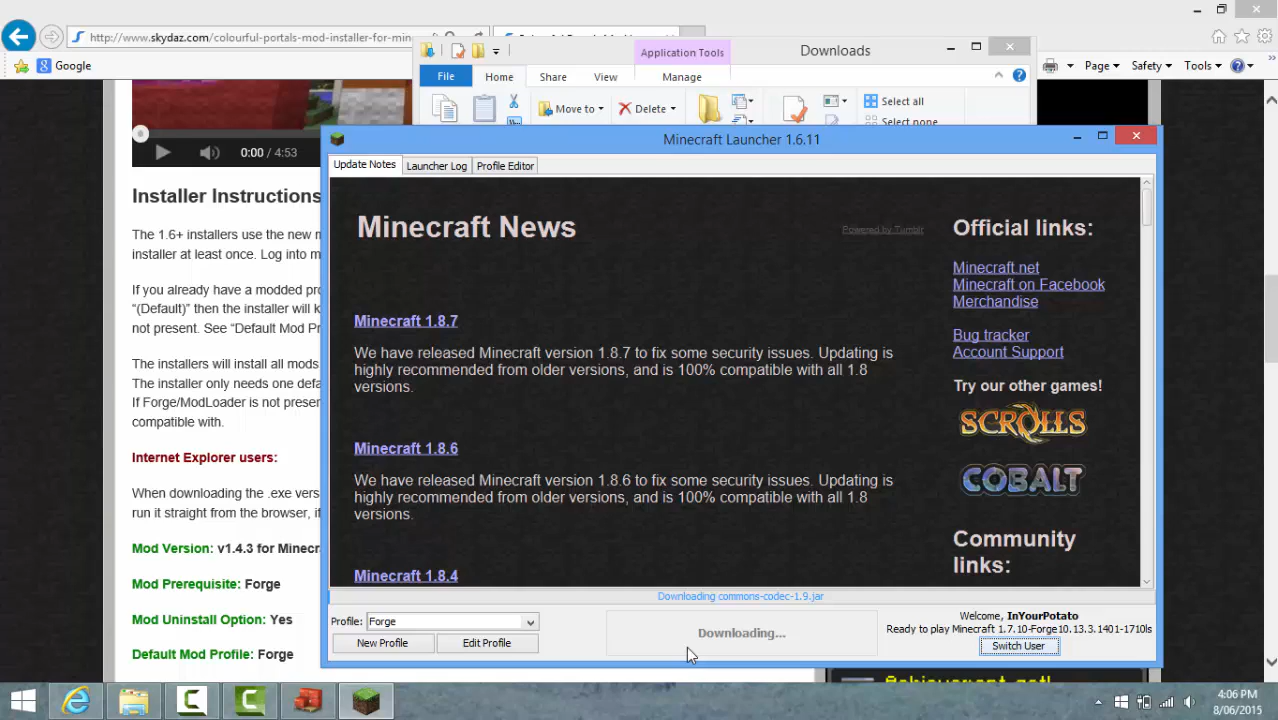 http://www.skydaz.com/colourful-portals-mod-installer-for-min
Google
Page
Safety
Tools
Application Tools
Downloads
File
Home
Share
View
Manage
Move to
Delete
Select all
Select none
0:00 / 4:53
Installer Instructions
The 1.6+ installers use the new
installer at least once. Log into
If you already have a modded
“(Default)” then the installer will
not present. See “Default Mod
The installers will install all mods
The installer only needs one
If Forge/ModLoader is not
compatible with.
Internet Explorer users:
When downloading the .exe
run it straight from the browser,
Mod Version: v1.4.3 for
Mod Prerequisite: Forge
Mod Uninstall Option: Yes
Default Mod Profile: Forge
Minecraft Launcher 1.6.11
Update Notes
Launcher Log
Profile Editor
Minecraft News
Powered by Tumblr
Minecraft 1.8.7
We have released Minecraft version 1.8.7 to fix some security issues. Updating is
highly recommended from older versions, and is 100% compatible with all 1.8
versions.
Minecraft 1.8.6
We have released Minecraft version 1.8.6 to fix some security issues. Updating is
highly recommended from older versions, and is 100% compatible with all 1.8
versions.
Minecraft 1.8.4
Official links:
Minecraft.net
Minecraft on Facebook
Merchandise
Bug tracker
Account Support
Try our other games!
SCROLLS
COBALT
Community
links:
Downloading commons-codec-1.9.jar
Profile:
Forge
New Profile
Edit Profile
Downloading...
Welcome, InYourPotato
Ready to play Minecraft 1.7.10-Forge10.13.3.1401-1710ls
Switch User
4:06 PM
8/06/2015